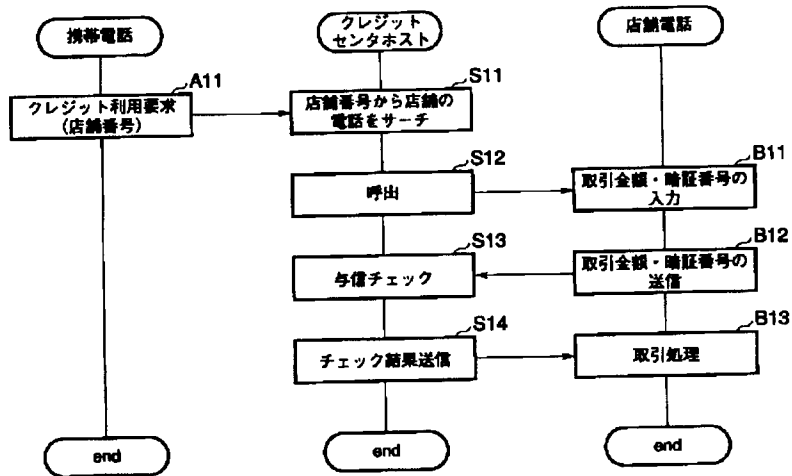 携帯電話
クレジット
センタホスト
店舗電話
A11
クレジット利用要求
(店舗番号)
S11
店舗番号から店舗の
電話をサーチ
S12
呼出
B11
取引金額・暗証番号の
入力
S13
与信チェック
B12
取引金額・暗証番号の
送信
S14
チェック結果送信
B13
取引処理
end
end
end